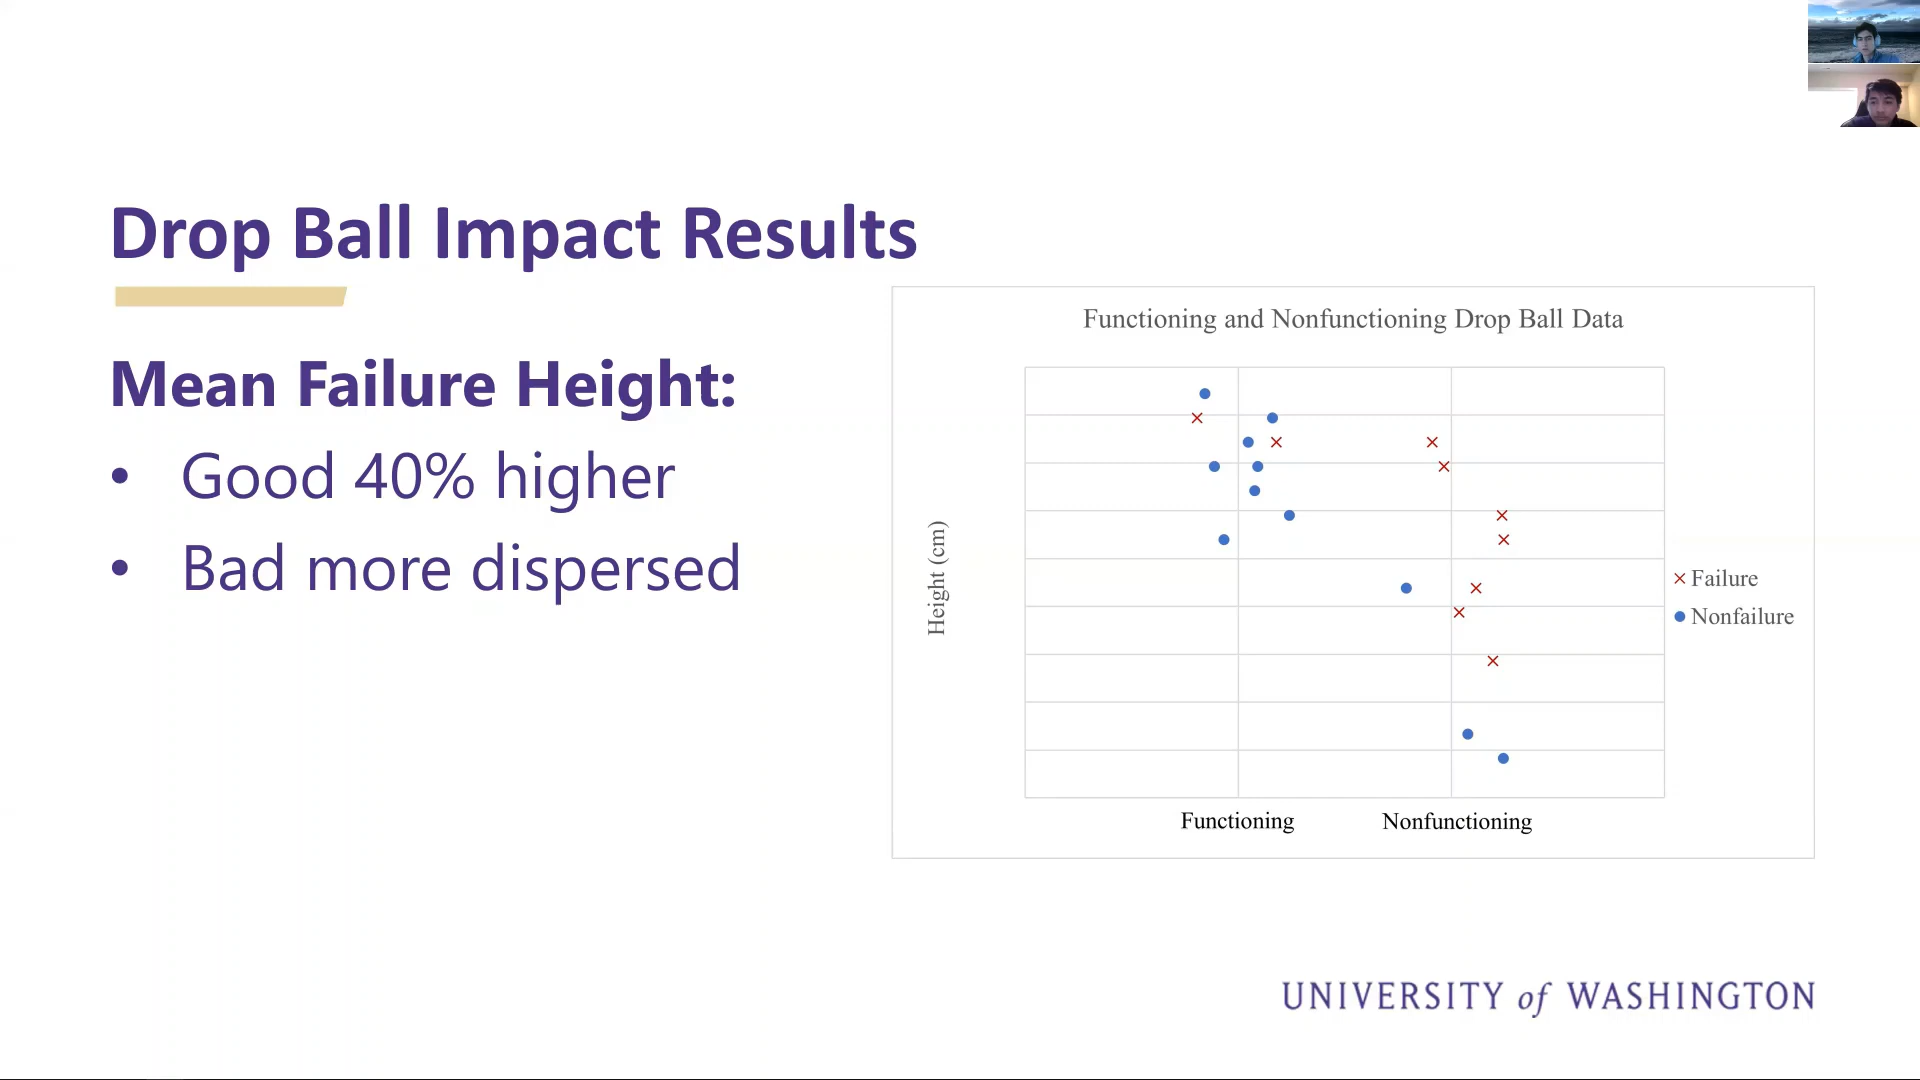 Drop Ball Impact Results
Mean Failure Height:
• Good 40% higher
• Bad more dispersed
Functioning and Nonfunctioning Drop Ball Data
Height (cm)
Failure
Nonfailure
Functioning
Nonfunctioning
UNIVERSITY of WASHINGTON